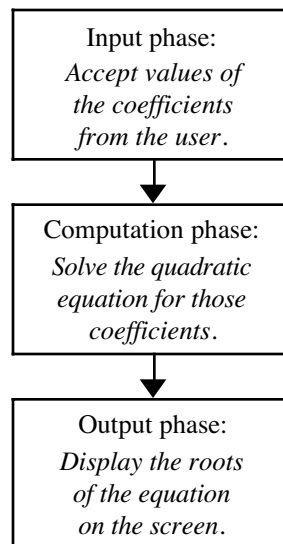 Input phase:
Accept values of
the coefficients
from the user.
Computation phase:
Solve the quadratic
equation for those
coefficients.
Output phase:
Display the roots
of the equation
on the screen.